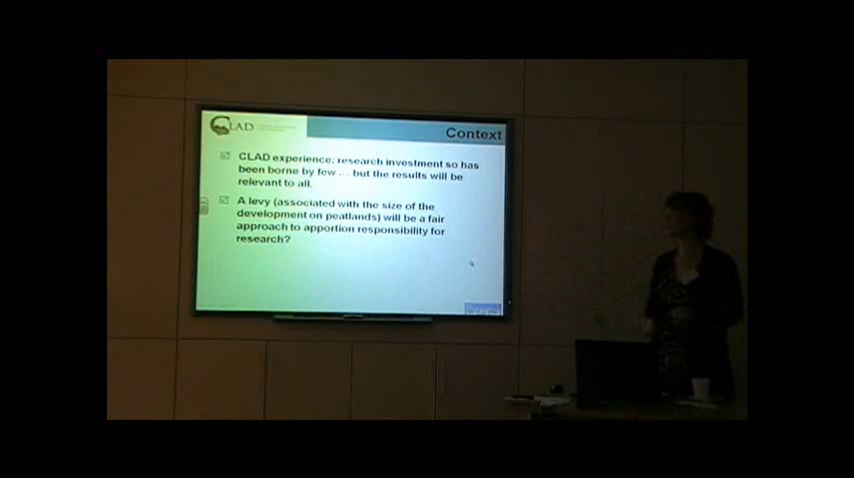 CLAD
Context
CLAD experience: research investment so has
been borne by few ... but the results will be
relevant to all.
A levy (associated with the size of the
development on peatlands) will be a fair
approach to apportion responsibility for
research?